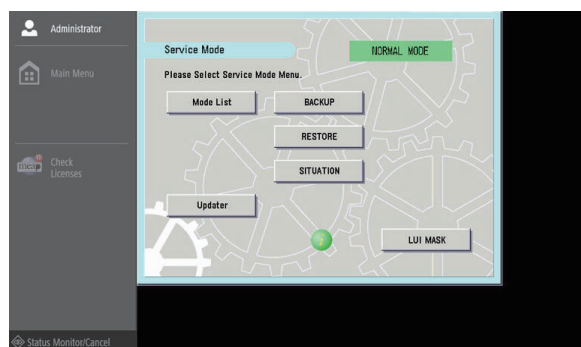 Administrator
Main Menu
Check
Licenses
Status Monitor/Cancel
Service Mode
NORMAL MODE
Please Select Service Mode Menu.
Mode List
BACKUP
RESTORE
SITUATION
Updater
LUI MASK